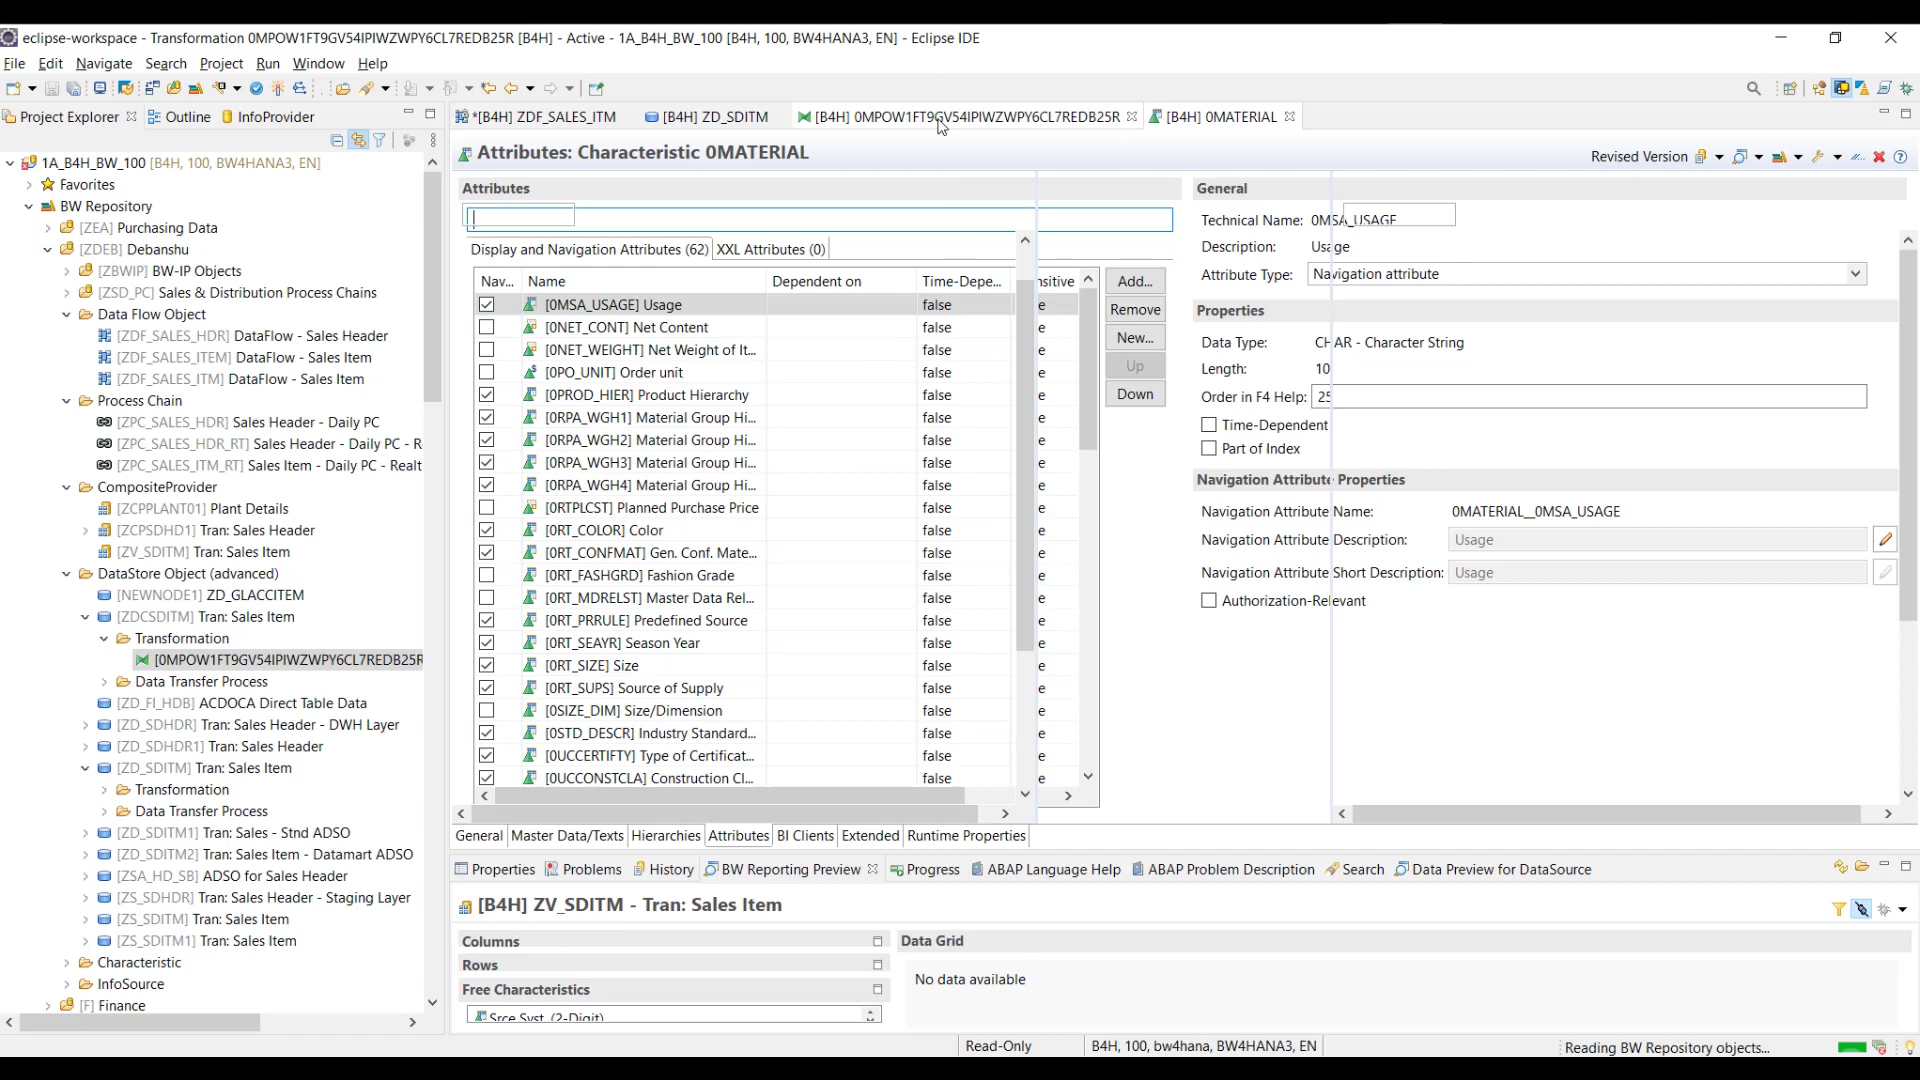 eclipse-workspace - Transformation 0MPOW1FT9GV54IPIWZWPY6CL7REDB25R [B4H] - Active - 1A_B4H_BW_100 [B4H, 100, BW4HANA3, EN] - Eclipse IDE
File Edit Navigate Search Project Run Window Help
Project Explorer Outline InfoProvider
1A_B4H_BW_100 [B4H, 100, BW4HANA3, EN]
Favorites
BW Repository
[ZEA] Purchasing Data
[ZDEB] Debanshu
[ZBWIP] BW-IP Objects
[ZSD_PC] Sales & Distribution Process Chains
Data Flow Object
[ZDF_SALES_HDR] DataFlow - Sales Header
[ZDF_SALES_ITEM] DataFlow - Sales Item
[ZDF_SALES_ITM] DataFlow - Sales Item
Process Chain
[ZPC_SALES_HDR] Sales Header - Daily PC
[ZPC_SALES_HDR_RT] Sales Header - Daily PC - R
[ZPC_SALES_ITM_RT] Sales Item - Daily PC - Realt
CompositeProvider
[ZCPPLANT01] Plant Details
[ZCPSDHD1] Tran: Sales Header
[ZV_SDITM] Tran: Sales Item
DataStore Object (advanced)
[NEWNODE1] ZD_GLACCITEM
[ZDCSDITM] Tran: Sales Item
Transformation
[0MPOW1FT9GV54IPIWZWPY6CL7REDB25R
Data Transfer Process
[ZD_FI_HDB] ACDOCA Direct Table Data
[ZD_SDHDR] Tran: Sales Header - DWH Layer
[ZD_SDHDR1] Tran: Sales Header
[ZD_SDITM] Tran: Sales Item
Transformation
Data Transfer Process
[ZD_SDITM1] Tran: Sales - Stnd ADSO
[ZD_SDITM2] Tran: Sales Item - Datamart ADSO
[ZSA_HD_SB] ADSO for Sales Header
[ZS_SDHDR] Tran: Sales Header - Staging Layer
[ZS_SDITM] Tran: Sales Item
[ZS_SDITM1] Tran: Sales Item
Characteristic
InfoSource
[F] Finance
*[B4H] ZDF_SALES_ITM [B4H] ZD_SDITM [B4H] 0MPOW1FT9GV54IPIWZWPY6CL7REDB25R [B4H] 0MATERIAL
Attributes: Characteristic 0MATERIAL
Revised Version
Attributes
Display and Navigation Attributes (62) XXL Attributes (0)
Nav... Name Dependent on Time-Depe... nsitive
[0MSA_USAGE] Usage false e
[0NET_CONT] Net Content false e
[0NET_WEIGHT] Net Weight of It... false e
[0PO_UNIT] Order unit false e
[0PROD_HIER] Product Hierarchy false e
[0RPA_WGH1] Material Group Hi... false e
[0RPA_WGH2] Material Group Hi... false e
[0RPA_WGH3] Material Group Hi... false e
[0RPA_WGH4] Material Group Hi... false e
[0RTPLCST] Planned Purchase Price false e
[0RT_COLOR] Color false e
[0RT_CONFMAT] Gen. Conf. Mate... false e
[0RT_FASHGRD] Fashion Grade false e
[0RT_MDRELST] Master Data Rel... false e
[0RT_PRRULE] Predefined Source false e
[0RT_SEAYR] Season Year false e
[0RT_SIZE] Size false e
[0RT_SUPS] Source of Supply false e
[0SIZE_DIM] Size/Dimension false e
[0STD_DESCR] Industry Standard... false e
[0UCCERTIFTY] Type of Certificat... false e
[0UCCONSTCLA] Construction Cl... false e
Add...
Remove
New...
Up
Down
General
Technical Name: 0MSA_USAGE
Description: Usage
Attribute Type: Navigation attribute
Properties
Data Type: CHAR - Character String
Length: 10
Order in F4 Help: 25
Time-Dependent
Part of Index
Navigation Attribute Properties
Navigation Attribute Name: 0MATERIAL__0MSA_USAGE
Navigation Attribute Description: Usage
Navigation Attribute Short Description: Usage
Authorization-Relevant
General Master Data/Texts Hierarchies Attributes BI Clients Extended Runtime Properties
Properties Problems History BW Reporting Preview Progress ABAP Language Help ABAP Problem Description Search Data Preview for DataSource
[B4H] ZV_SDITM - Tran: Sales Item
Columns
Rows
Free Characteristics
Srce Syst. (2-Digit)
Data Grid
No data available
Read-Only B4H, 100, bw4hana, BW4HANA3, EN Reading BW Repository objects...